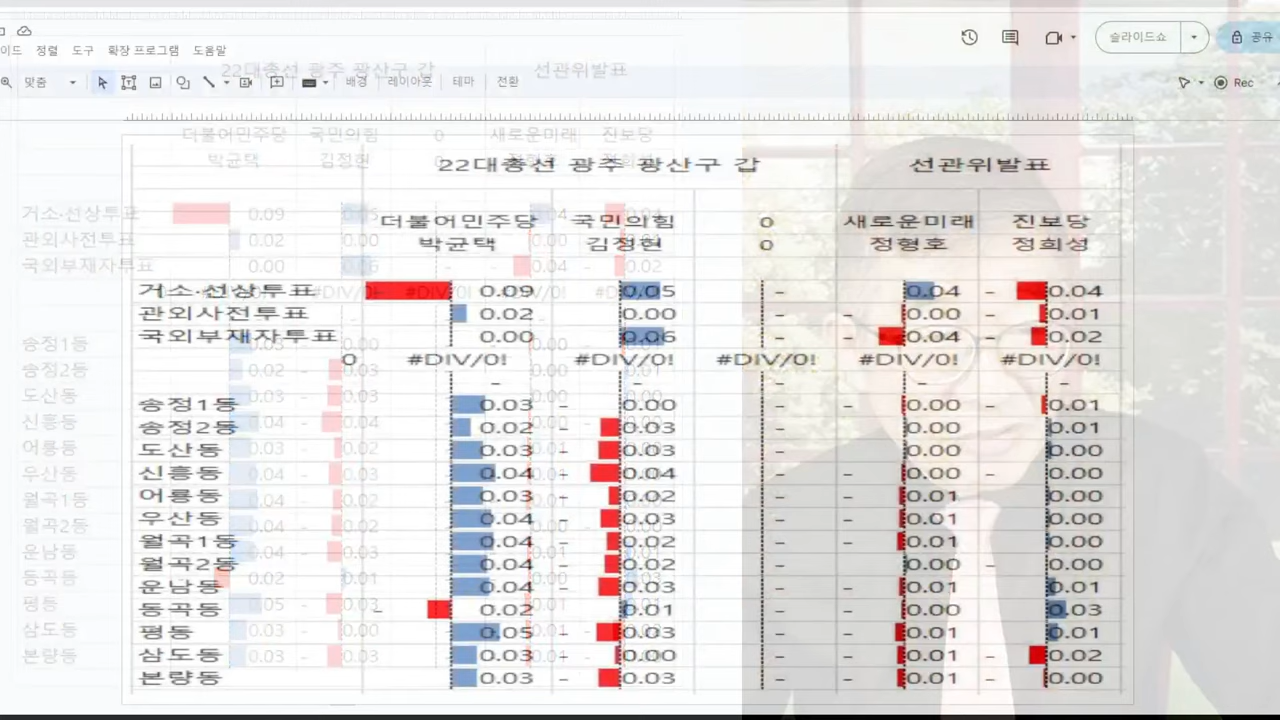 이드 정렬 도구 확장 프로그램 도움말
슬라이드쇼 공유
맞춤 배경 레이아웃 테마 전환 Rec
22대총선 광주 광산구 갑 선관위발표
더불어민주당 국민의힘 0 새로운미래 진보당
박균택 김정현 0 정형호 정희성
거소·선상투표 0.09 0.05 - 0.04 - 0.04
관외사전투표 0.02 0.00 - - 0.00 - 0.01
국외부재자투표 0.00 0.06 - - 0.04 - 0.02
0 #DIV/0! #DIV/0! #DIV/0! #DIV/0! #DIV/0!
- - - - -
송정1동 0.03 - 0.00 - - 0.00 - 0.01
송정2동 0.02 - 0.03 - - 0.00 0.01
도산동 0.03 - 0.03 - - 0.00 0.00
신흥동 0.04 - 0.04 - - 0.00 - 0.00
어룡동 0.03 - 0.02 - - 0.01 0.00
우산동 0.04 - 0.03 - - 0.01 0.00
월곡1동 0.04 - 0.02 - - 0.01 0.00
월곡2동 0.04 - 0.02 - - 0.00 0.00
운남동 0.04 - 0.03 - - 0.01 0.01
동곡동 - 0.02 0.01 - - 0.00 0.03
평동 0.05 - 0.03 - - 0.01 0.01
삼도동 0.03 - 0.00 - - 0.01 - 0.02
본량동 0.03 - 0.03 - - 0.01 - 0.00